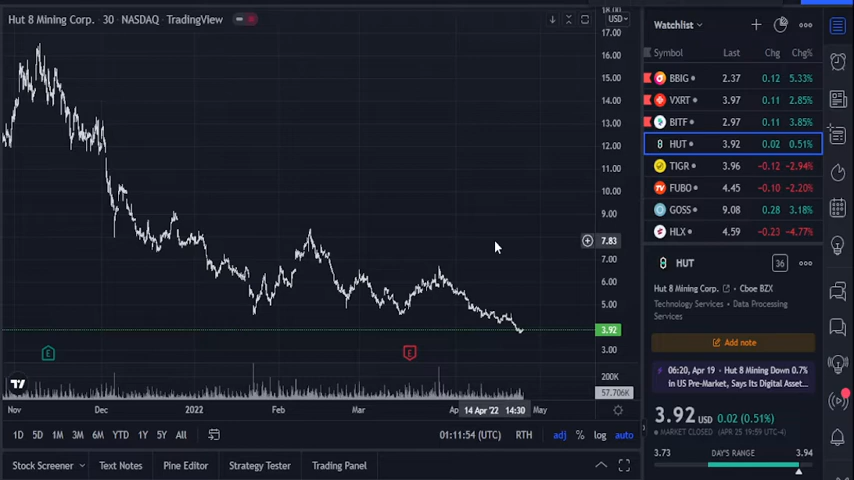 Hut 8 Mining Corp. · 30 · NASDAQ · TradingView
USD
18.00
17.00
16.00
15.00
14.00
13.00
12.00
11.00
10.00
9.00
7.83
7.00
6.00
5.00
3.92
3.00
200K
57.706K
E
E
Nov Dec 2022 Feb Mar Ap 14 Apr '22 14:30 May
1D 5D 1M 3M 6M YTD 1Y 5Y All
01:11:54 (UTC) RTH adj % log auto
Stock Screener Text Notes Pine Editor Strategy Tester Trading Panel
Watchlist
Symbol Last Chg Chg%
BBIG 2.37 0.12 5.33%
VXRT 3.97 0.11 2.85%
BITF 2.97 0.11 3.85%
HUT 3.92 0.02 0.51%
TIGR 3.96 -0.12 -2.94%
FUBO 4.45 -0.10 -2.20%
GOSS 9.08 0.28 3.18%
HLX 4.59 -0.23 -4.77%
HUT 36
Hut 8 Mining Corp. · Cboe BZX
Technology Services · Data Processing
Services
Add note
06:20, Apr 19 · Hut 8 Mining Down 0.7%
in US Pre-Market, Says Its Digital Asset...
3.92 USD 0.02 (0.51%)
MARKET CLOSED (APR 25 19:59 UTC-4)
3.73 DAY'S RANGE 3.94